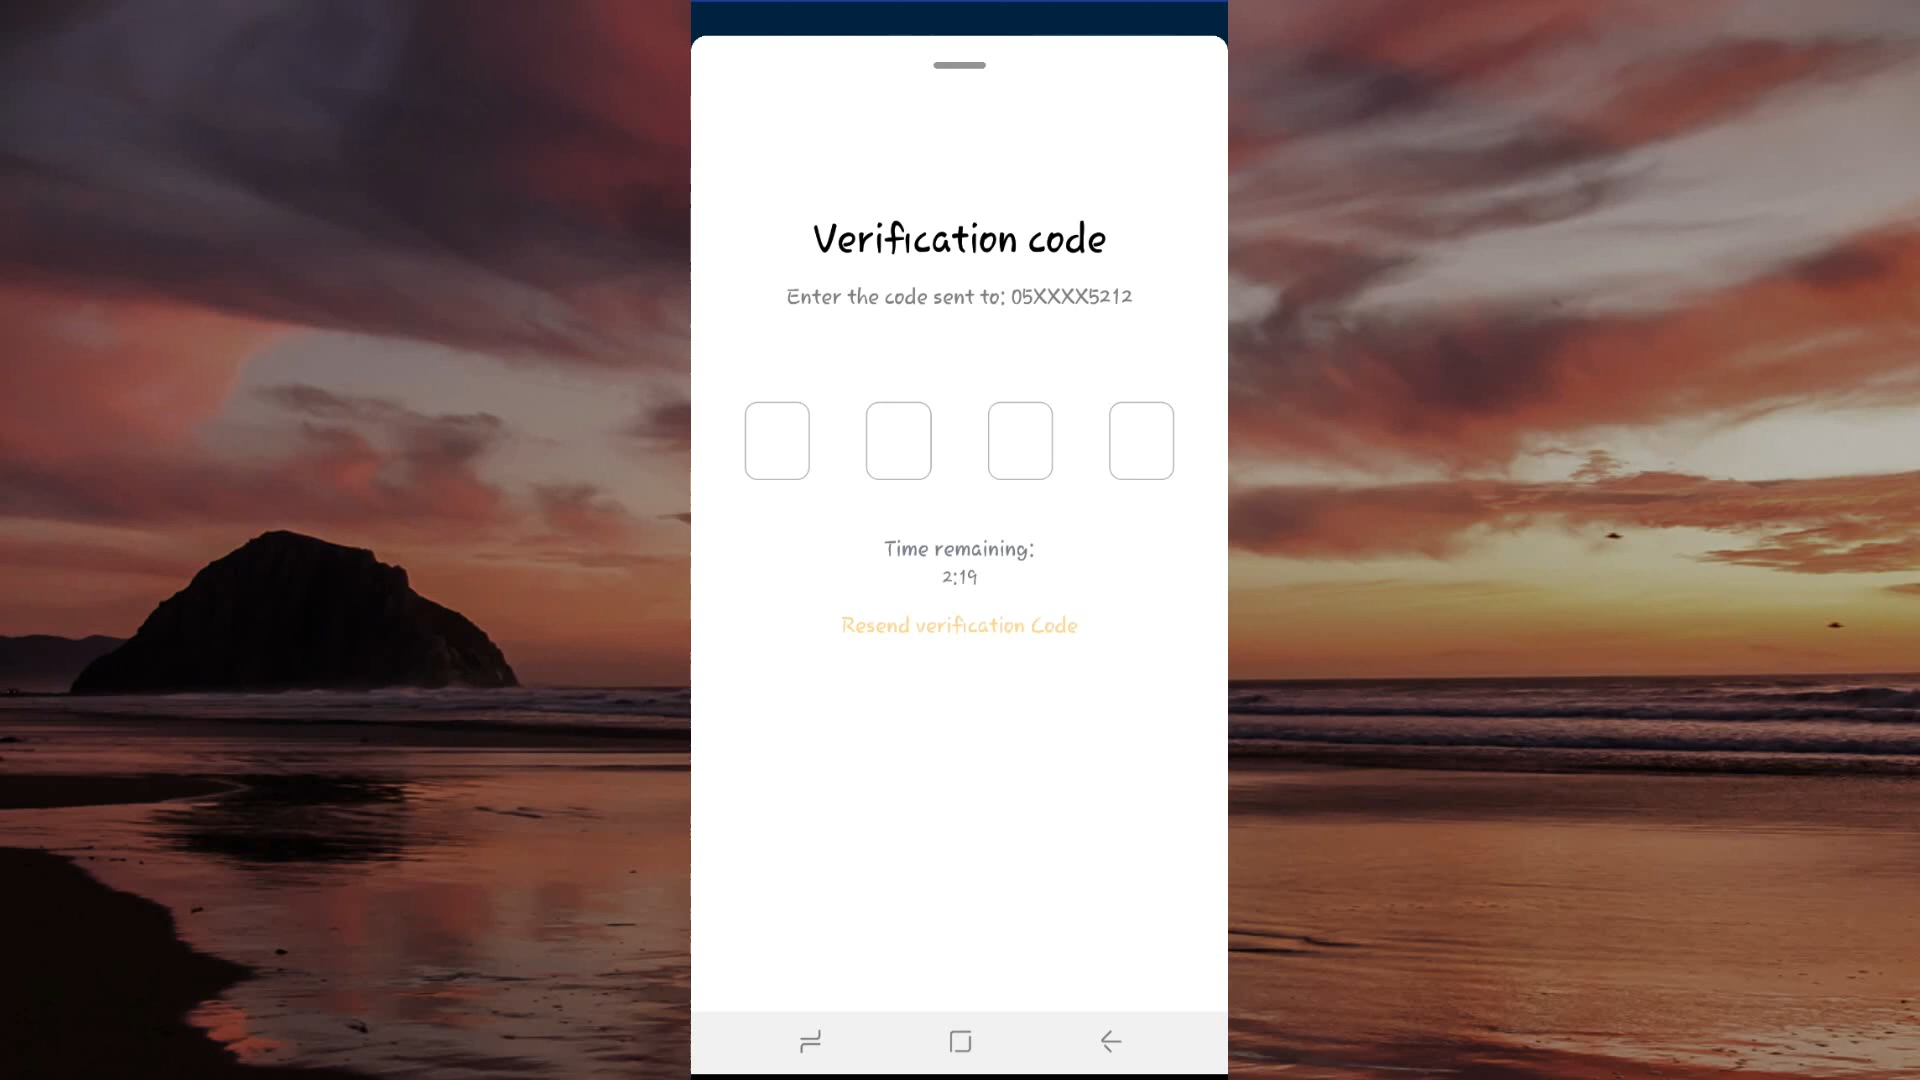 Verification code
Enter the code sent to: 05XXXX5212
Time remaining:
2:19
Resend verification Code